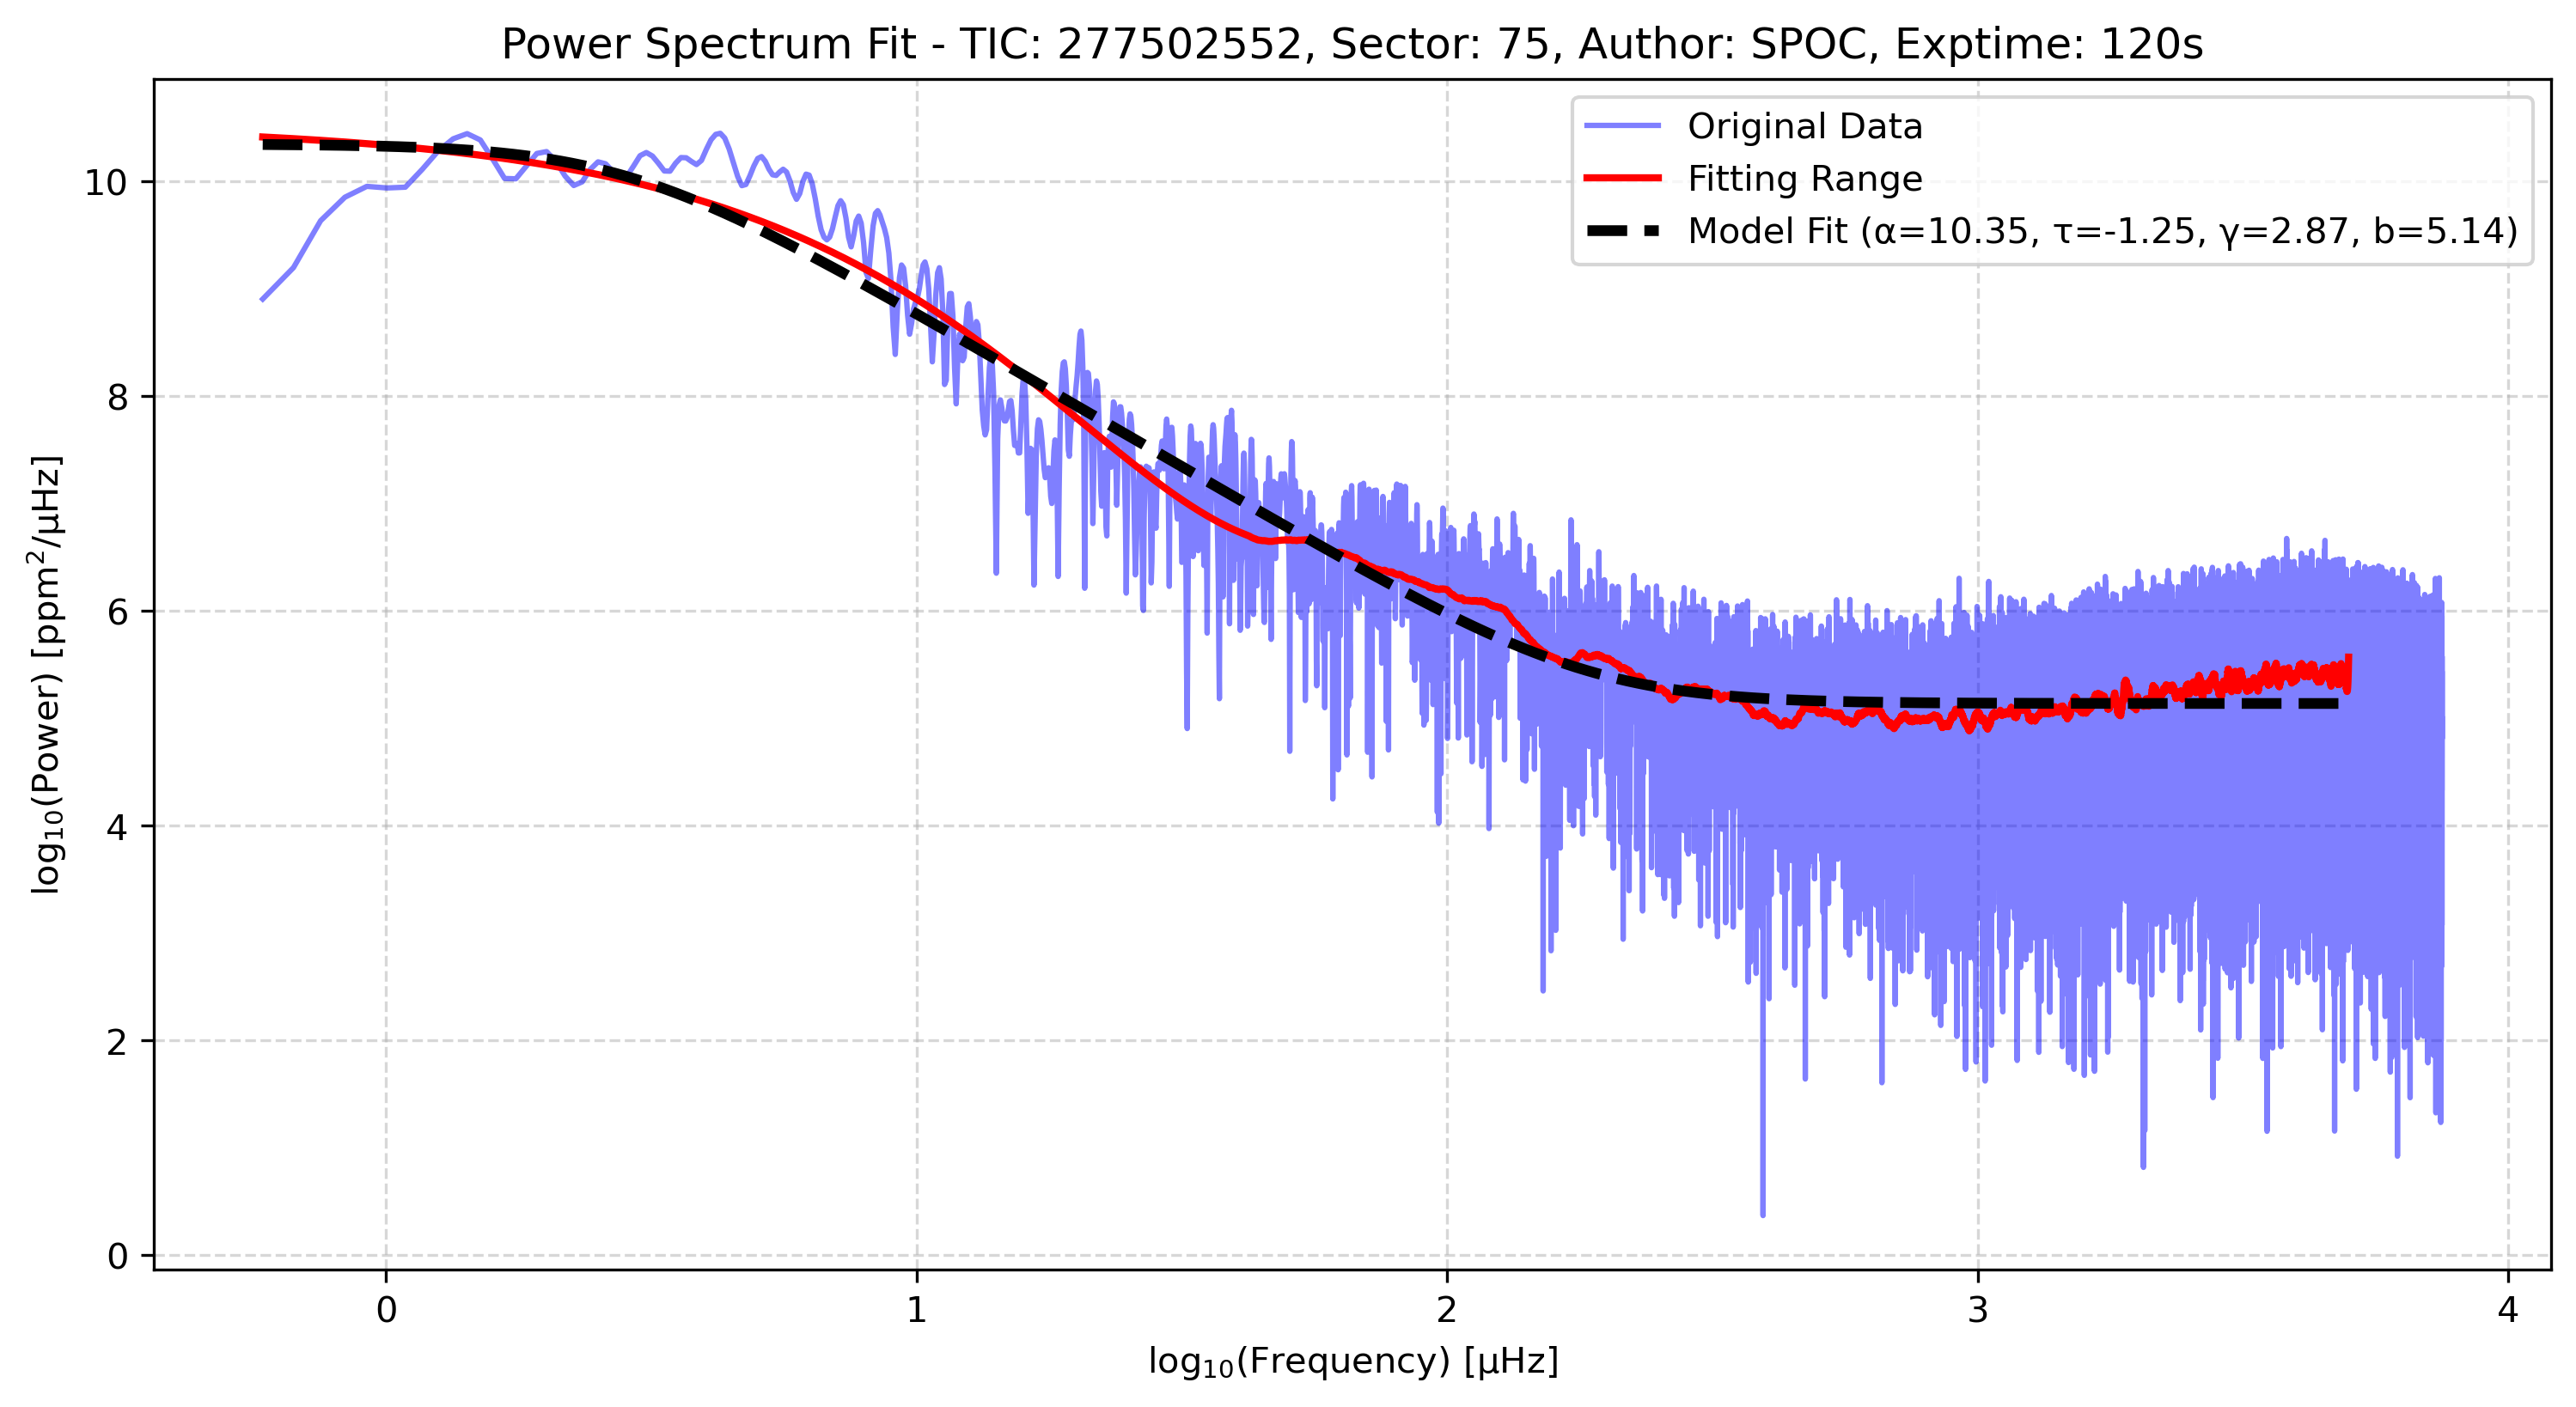 Power Spectrum Fit - TIC: 277502552, Sector: 75, Author: SPOC, Exptime: 120s
Original Data
Fitting Range
Model Fit (α=10.35, τ=-1.25, γ=2.87, b=5.14)
log₁₀(Power) [ppm²/μHz]
10
8
6
4
2
0
0 1 2 3 4
log₁₀(Frequency) [μHz]